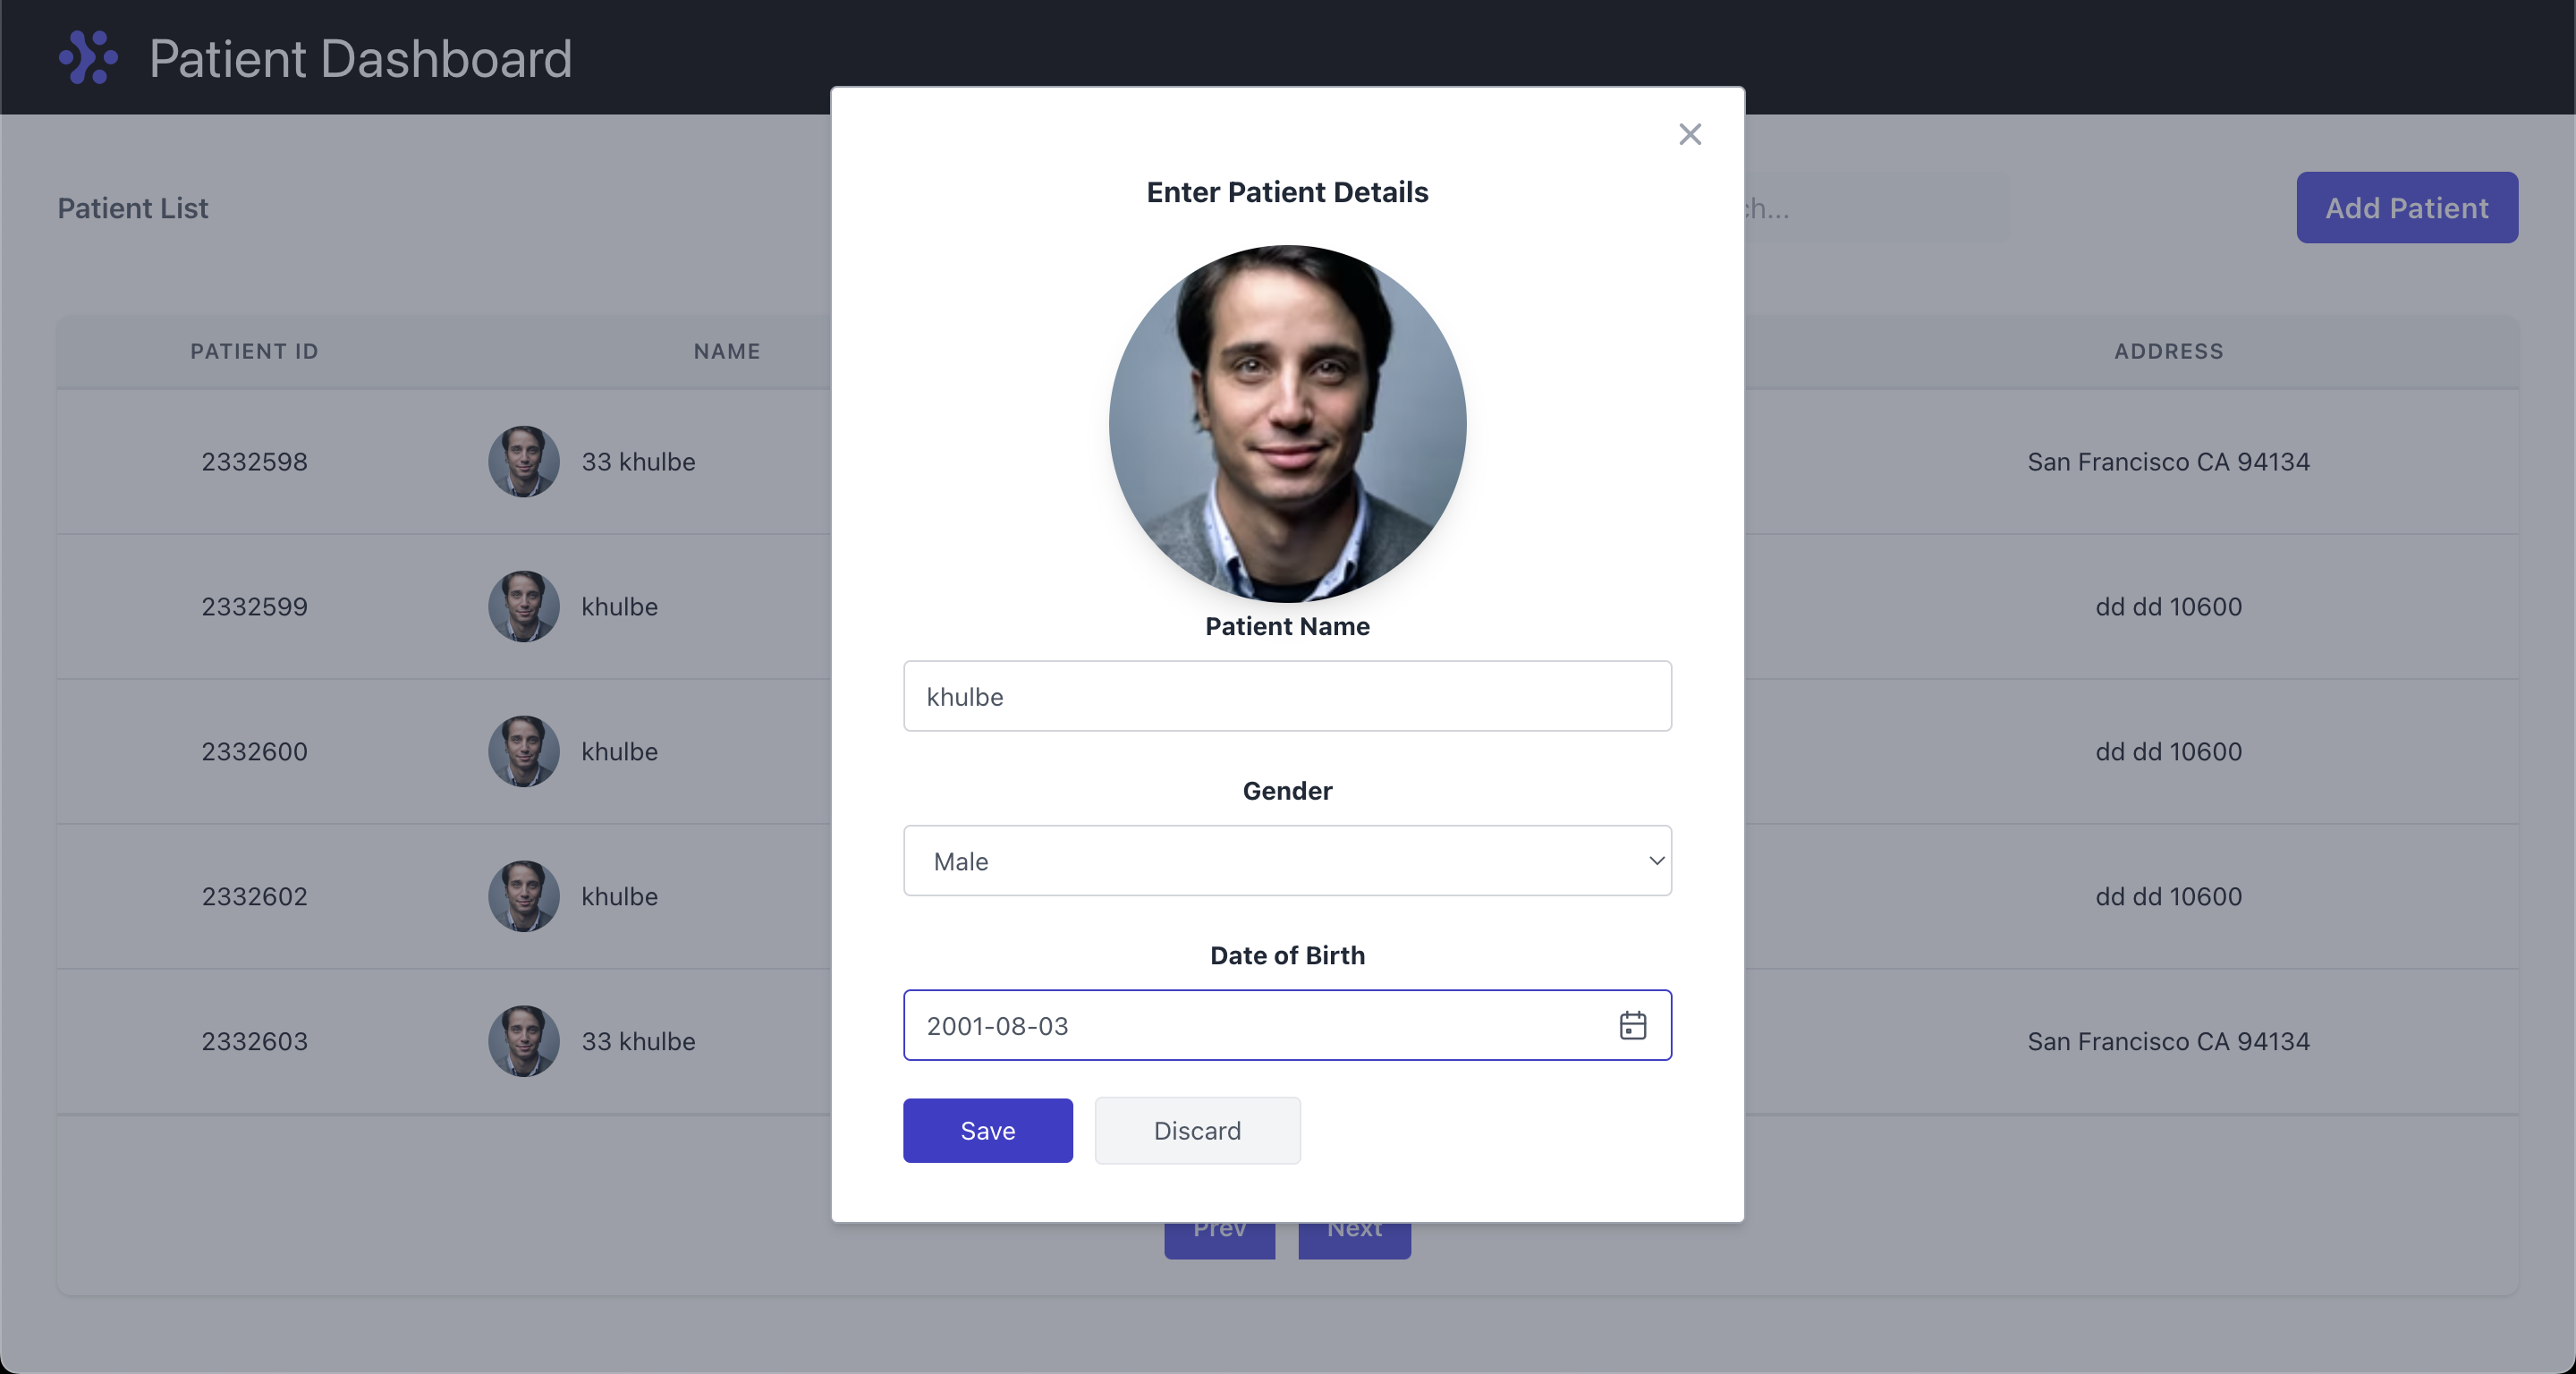 Patient Dashboard
Patient List
ch...
Add Patient
PATIENT ID NAME ADDRESS
2332598 33 khulbe San Francisco CA 94134
2332599 khulbe dd dd 10600
2332600 khulbe dd dd 10600
2332602 khulbe dd dd 10600
2332603 33 khulbe San Francisco CA 94134
Prev Next
Enter Patient Details
Patient Name
khulbe
Gender
Male
Date of Birth
2001-08-03
Save Discard